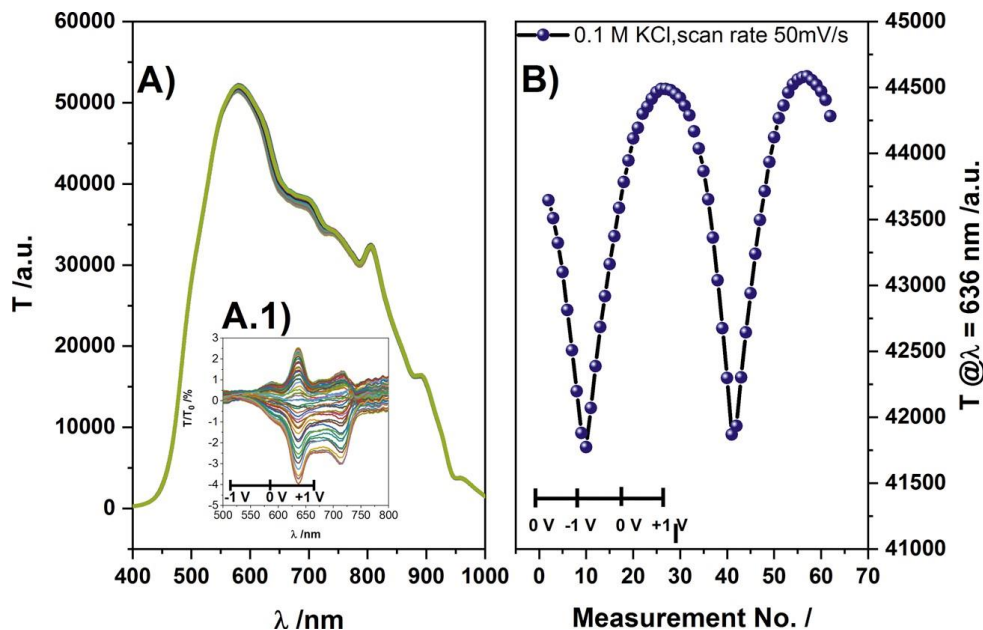 A)
T /a.u.
60000
50000
40000
30000
20000
10000
0
400 500 600 700 800 900 1000
λ /nm
A.1)
T/T0 /%
3
2
1
0
-1
-2
-3
-4
-5
-1 V 0 V +1 V
500 550 600 650 700 750 800
λ /nm
B)
0.1 M KCl,scan rate 50mV/s
45000
44500
44000
43500
43000
42500
42000
41500
41000
T @λ = 636 nm /a.u.
0 V -1 V 0 V +1 V
0 10 20 30 40 50 60 70
Measurement No. /